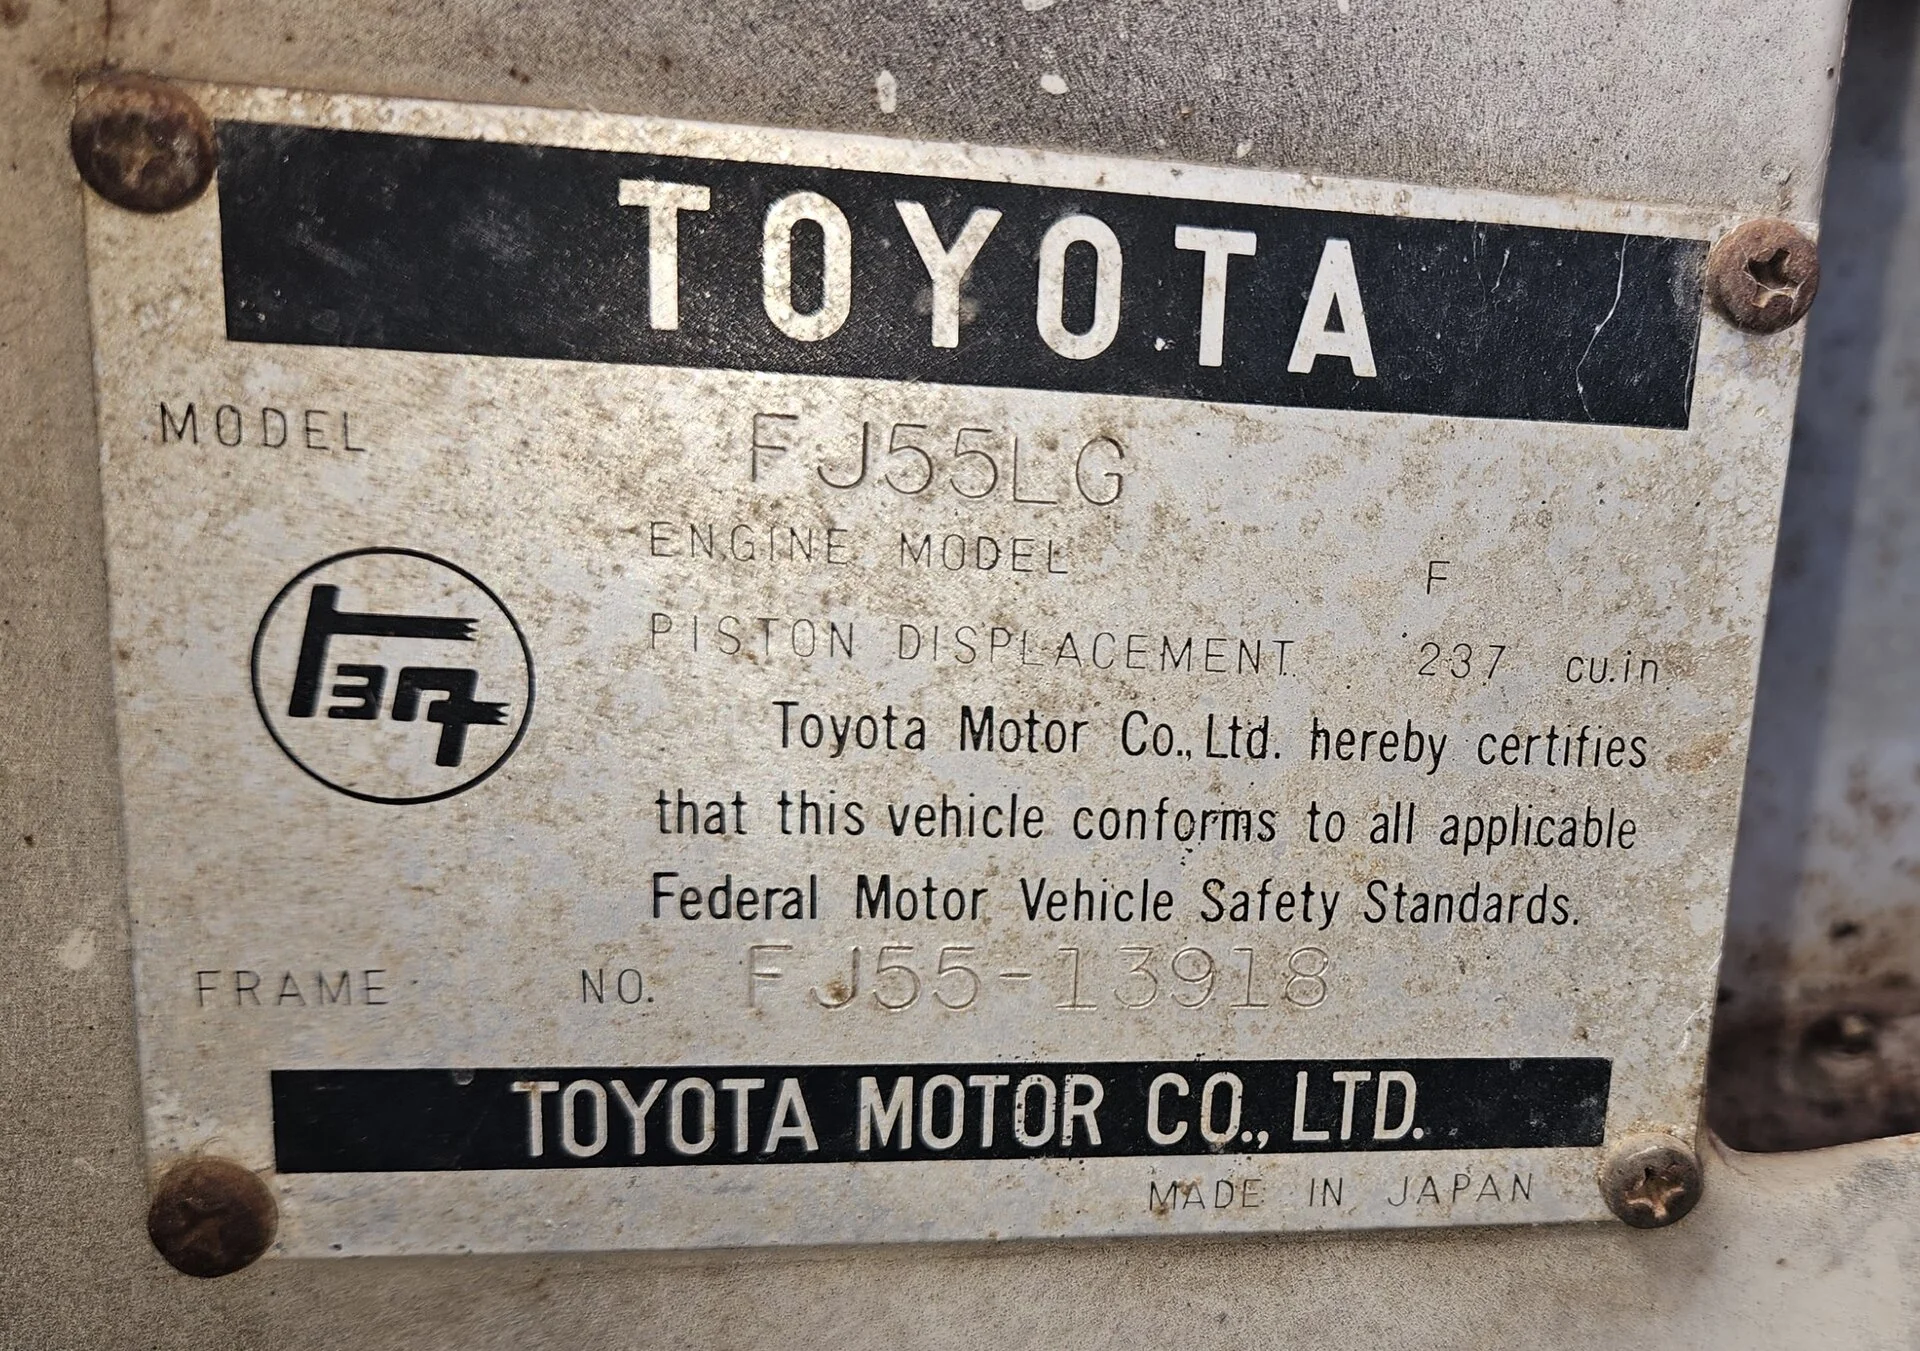 TOYOTA
MODEL FJ55LG
ENGINE MODEL F
PISTON DISPLACEMENT 237 cu.in
Toyota Motor Co., Ltd. hereby certifies
that this vehicle conforms to all applicable
Federal Motor Vehicle Safety Standards.
FRAME NO. FJ55-13918
TOYOTA MOTOR CO., LTD.
MADE IN JAPAN